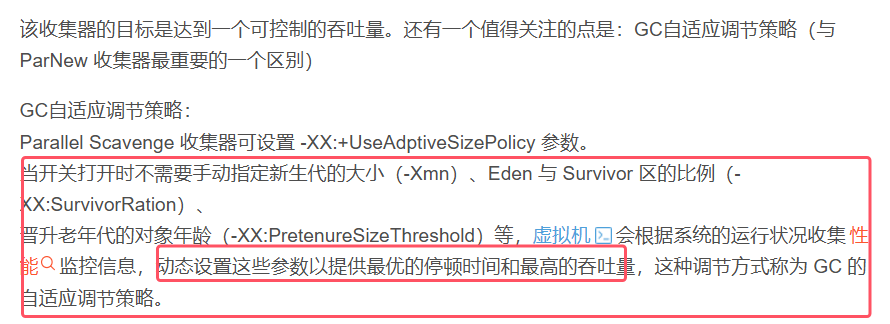 该收集器的目标是达到一个可控制的吞吐量。还有一个值得关注的点是：GC自适应调节策略（与
ParNew 收集器最重要的一个区别）
GC自适应调节策略：
Parallel Scavenge 收集器可设置 -XX:+UseAdptiveSizePolicy 参数。
当开关打开时不需要手动指定新生代的大小（-Xmn）、Eden 与 Survivor 区的比例（-
XX:SurvivorRation）、
晋升老年代的对象年龄（-XX:PretenureSizeThreshold）等，虚拟机会根据系统的运行状况收集性
能监控信息，动态设置这些参数以提供最优的停顿时间和最高的吞吐量，这种调节方式称为 GC 的
自适应调节策略。